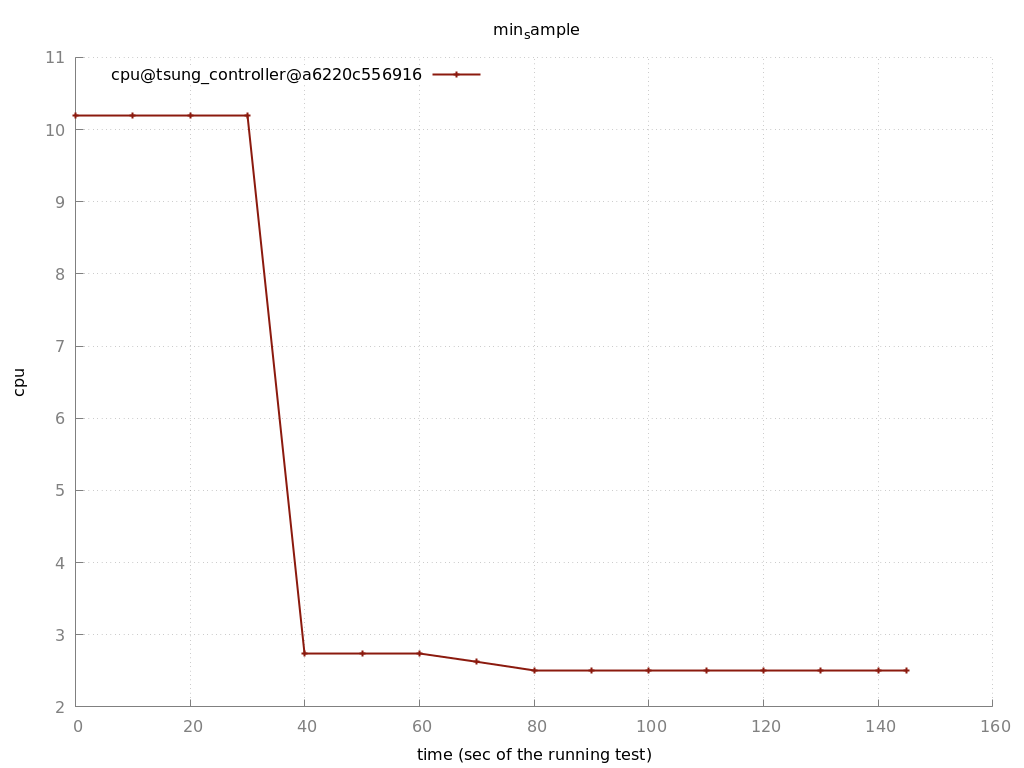 min_sample
11
cpu@tsung_controller@a6220c556916
10
9
8
7
6
5
4
3
2
cpu
0 20 40 60 80 100 120 140 160
time (sec of the running test)